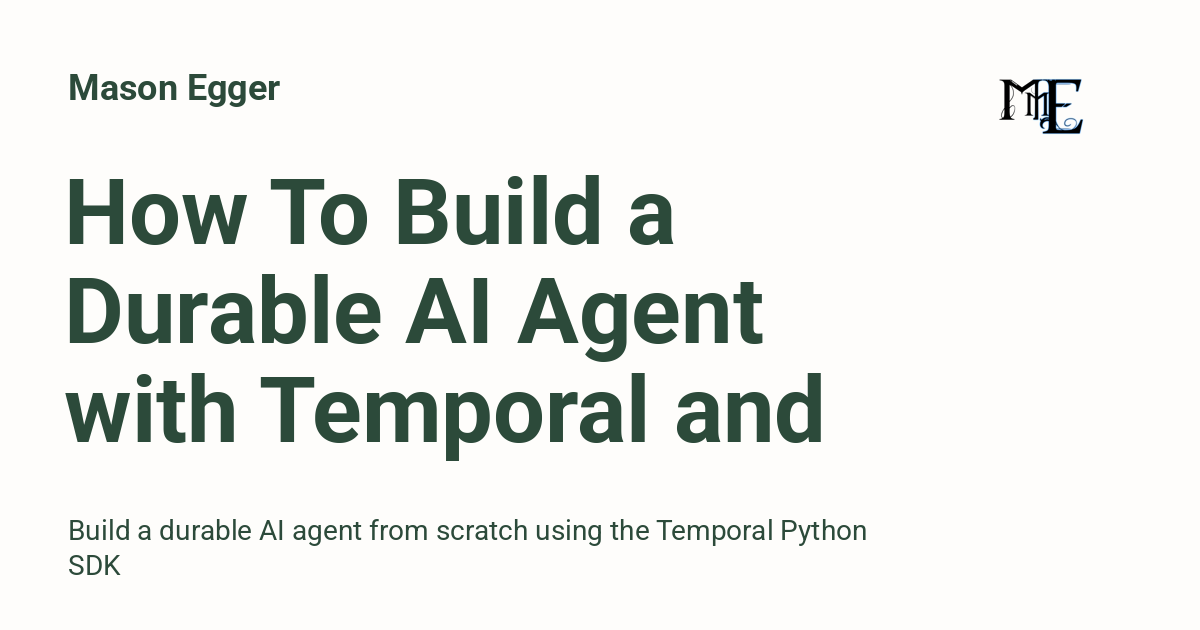 Mason Egger
MME
How To Build a
Durable AI Agent
with Temporal and
Build a durable AI agent from scratch using the Temporal Python
SDK